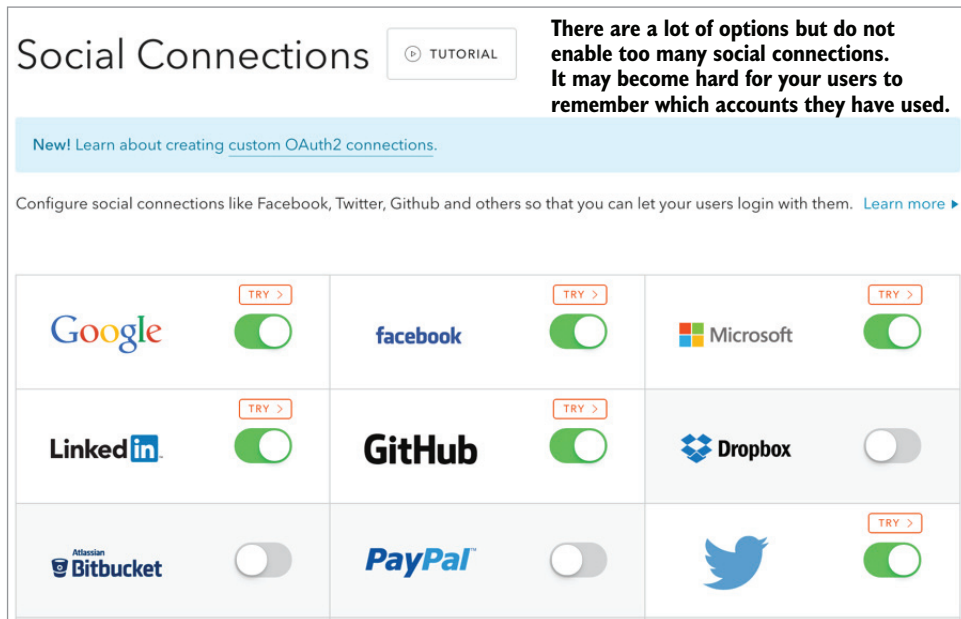 Social Connections
TUTORIAL
There are a lot of options but do not
enable too many social connections.
It may become hard for your users to
remember which accounts they have used.
New! Learn about creating custom OAuth2 connections.
Configure social connections like Facebook, Twitter, Github and others so that you can let your users login with them. Learn more
TRY >
TRY >
TRY >
Google
facebook
Microsoft
TRY >
TRY >
Linked in
GitHub
Dropbox
TRY >
Atlassian
Bitbucket
PayPal